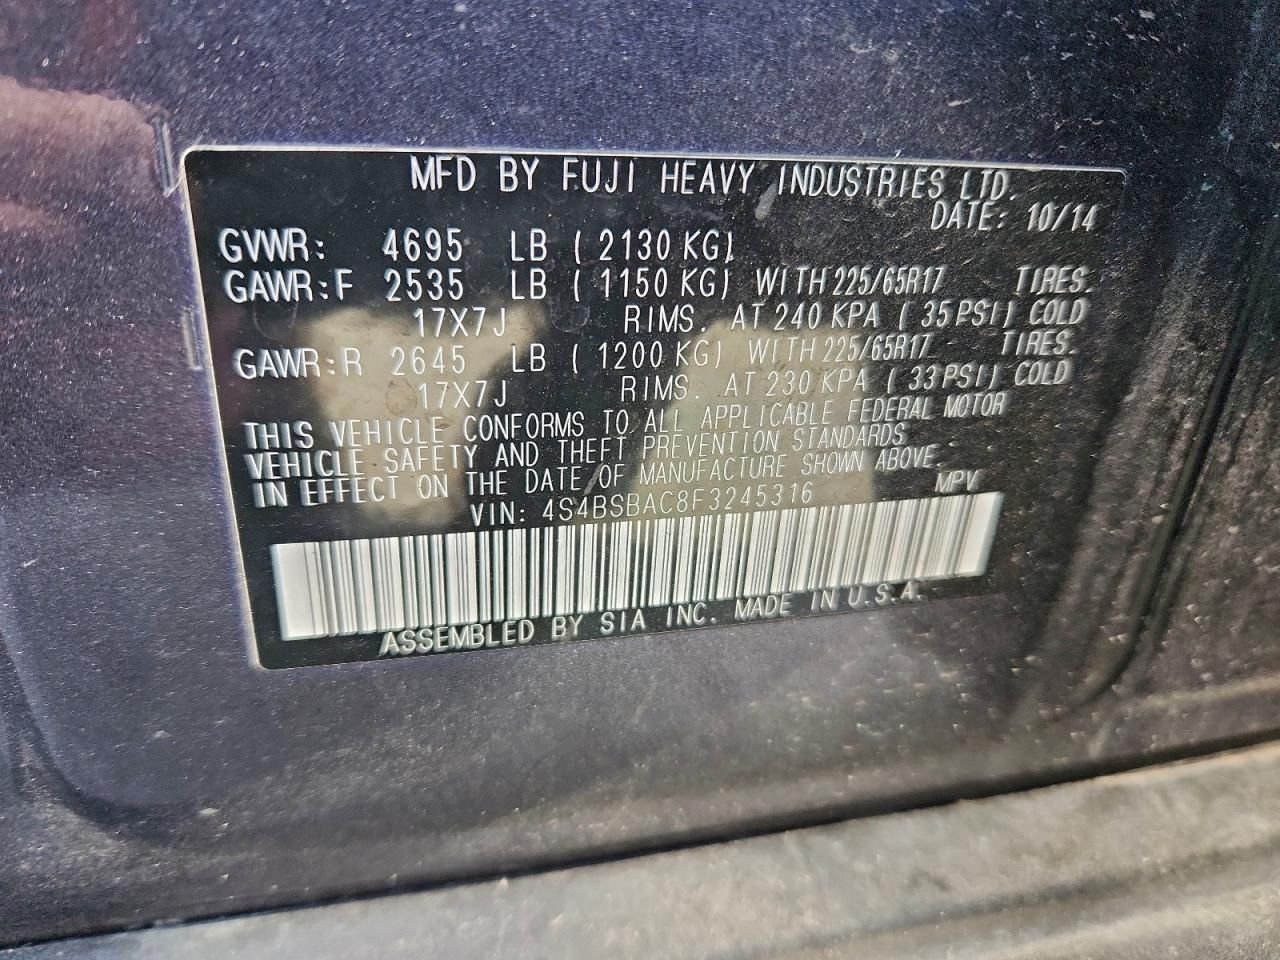 MFD BY FUJI HEAVY INDUSTRIES LTD.
DATE: 10/14
GVWR: 4695 LB ( 2130 KG)
GAWR:F 2535 LB ( 1150 KG) WITH 225/65R17 TIRES.
17X7J RIMS. AT 240 KPA ( 35 PSI) COLD
GAWR:R 2645 LB ( 1200 KG) WITH 225/65R17 TIRES.
17X7J RIMS. AT 230 KPA ( 33 PSI) COLD
THIS VEHICLE CONFORMS TO ALL APPLICABLE FEDERAL MOTOR
VEHICLE SAFETY AND THEFT PREVENTION STANDARDS
IN EFFECT ON THE DATE OF MANUFACTURE SHOWN ABOVE.
VIN: 4S4BSBAC8F3245316 MPV
ASSEMBLED BY SIA INC. MADE IN U.S.A.